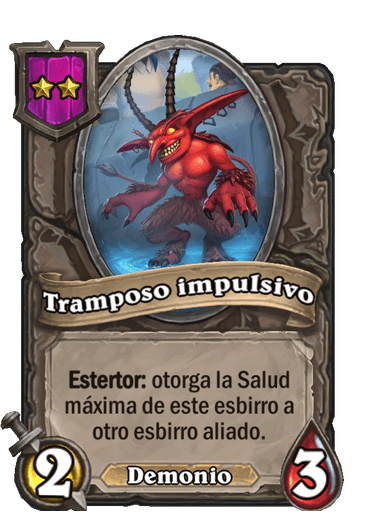 Tramposo impulsivo
Estertor: otorga la Salud
máxima de este esbirro a
otro esbirro aliado.
2
Demonio
3